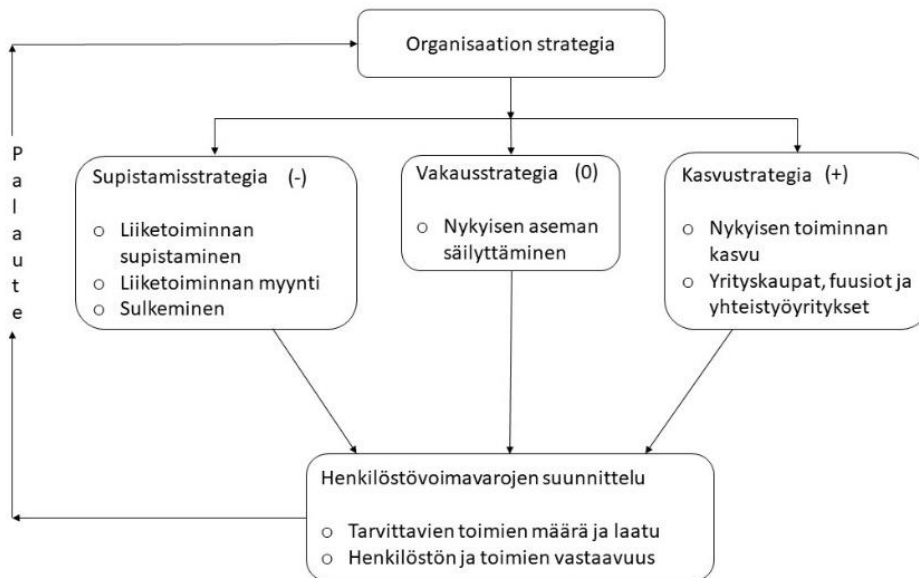 Organisaation strategia
Palaute
Supistamisstrategia (-)
o Liiketoiminnan
supistaminen
o Liiketoiminnan myynti
o Sulkeminen
Vakausstrategia (0)
o Nykyisen aseman
säilyttäminen
Kasvustrategia (+)
o Nykyisen toiminnan
kasvu
o Yrityskaupat, fuusiot ja
yhteistyöyritykset
Henkilöstövoimavarojen suunnittelu
o Tarvittavien toimien määrä ja laatu
o Henkilöstön ja toimien vastaavuus